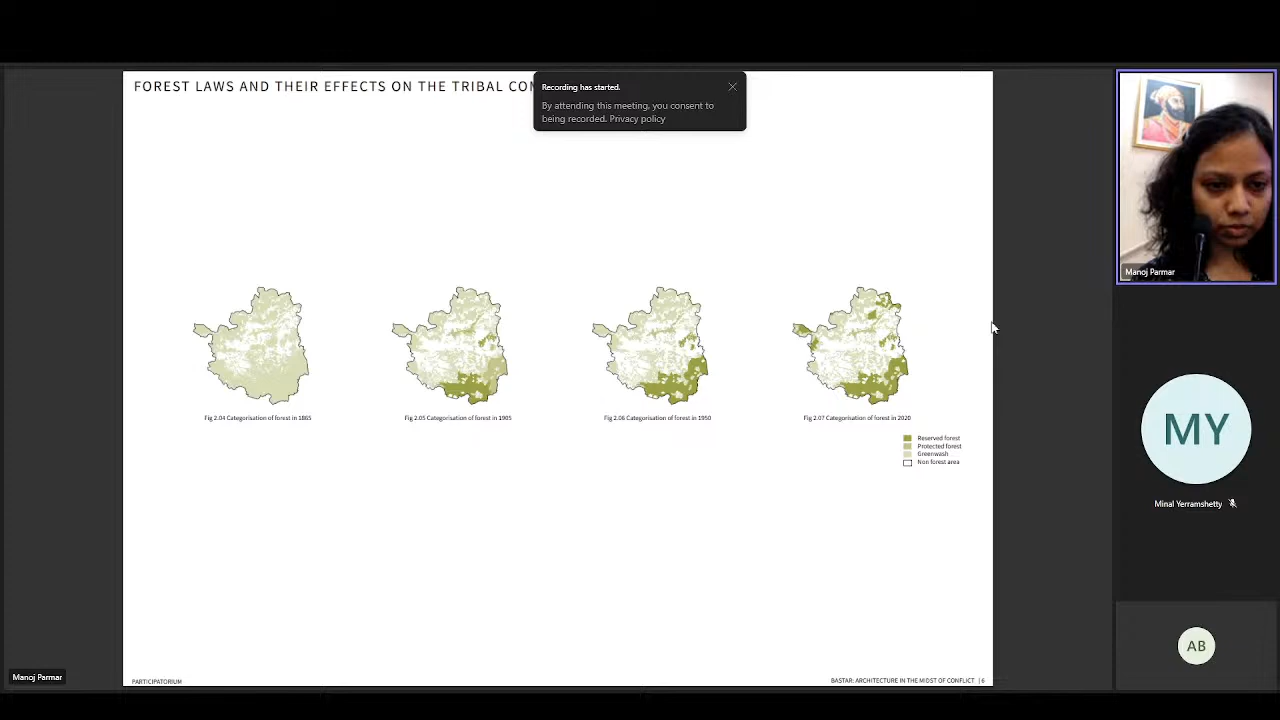 FOREST LAWS AND THEIR EFFECTS ON THE TRIBAL
Recording has started.
By attending this meeting, you consent to
being recorded. Privacy policy
Manoj Parmar
Fig 2.04 Categorisation of forest in 1865
Fig 2.05 Categorisation of forest in 1905
Fig 2.06 Categorisation of forest in 1950
Fig 2.07 Categorisation of forest in 2020
Reserved forest
Protected forest
Greenwash
Non forest area
MY
Minal Yerramshetty
AB
Manoj Parmar
PARTICIPATORIUM
BASTAR: ARCHITECTURE IN THE MIDST OF CONFLICT | 6